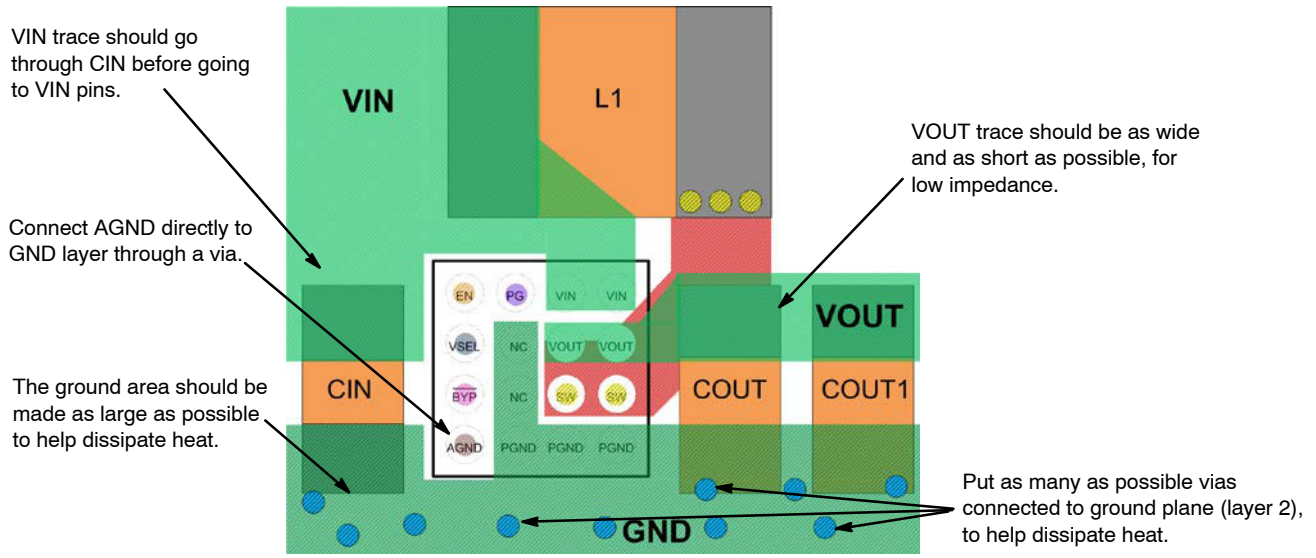 VIN trace should go
through CIN before going
to VIN pins.
VIN
L1
VOUT trace should be as wide
and as short as possible, for
low impedance.
Connect AGND directly to
GND layer through a via.
EN PG VIN VIN
VSEL NC VOUT VOUT
BYP NC SW SW
AGND PGND PGND PGND
VOUT
CIN
COUT
COUT1
The ground area should be
made as large as possible
to help dissipate heat.
GND
Put as many as possible vias
connected to ground plane (layer 2),
to help dissipate heat.